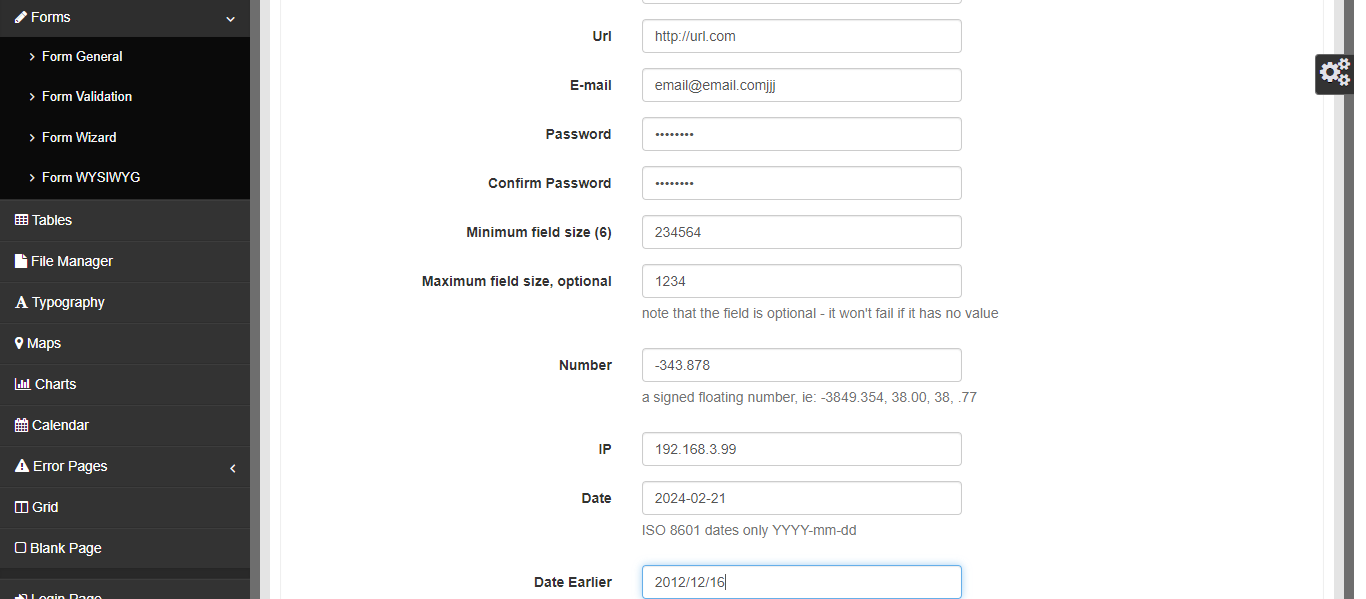 Forms
Form General
Form Validation
Form Wizard
Form WYSIWYG
Tables
File Manager
Typography
Maps
Charts
Calendar
Error Pages
Grid
Blank Page
Login Page
Url
http://url.com
E-mail
email@email.comjjj
Password
••••••••
Confirm Password
••••••••
Minimum field size (6)
234564
Maximum field size, optional
1234
note that the field is optional - it won't fail if it has no value
Number
-343.878
a signed floating number, ie: -3849.354, 38.00, 38, .77
IP
192.168.3.99
Date
2024-02-21
ISO 8601 dates only YYYY-mm-dd
Date Earlier
2012/12/16